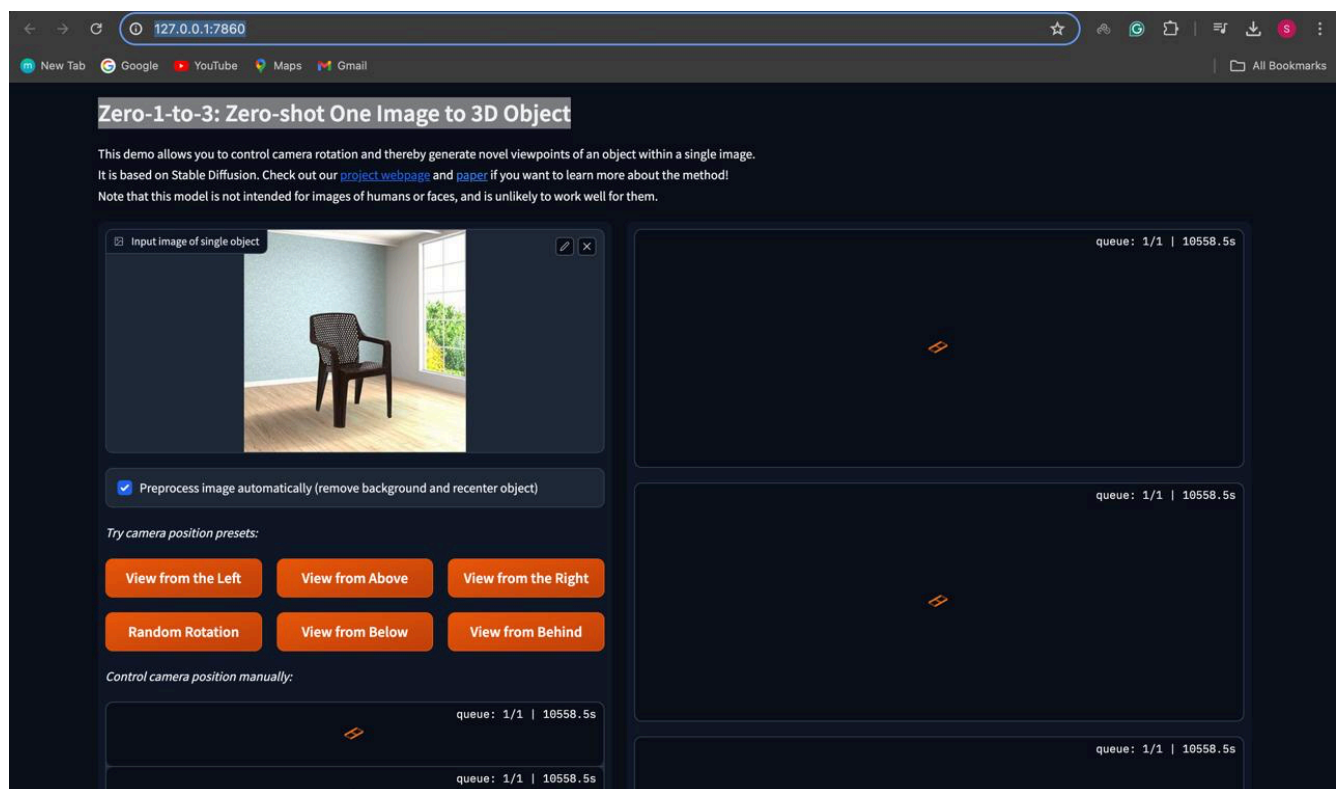 127.0.0.1:7860
S
New Tab Google YouTube Maps Gmail
All Bookmarks
Zero-1-to-3: Zero-shot One Image to 3D Object
This demo allows you to control camera rotation and thereby generate novel viewpoints of an object within a single image.
It is based on Stable Diffusion. Check out our project webpage and paper if you want to learn more about the method!
Note that this model is not intended for images of humans or faces, and is unlikely to work well for them.
Input image of single object
Preprocess image automatically (remove background and recenter object)
Try camera position presets:
View from the Left View from Above View from the Right
Random Rotation View from Below View from Behind
Control camera position manually:
queue: 1/1 | 10558.5s
queue: 1/1 | 10558.5s
queue: 1/1 | 10558.5s
queue: 1/1 | 10558.5s
queue: 1/1 | 10558.5s